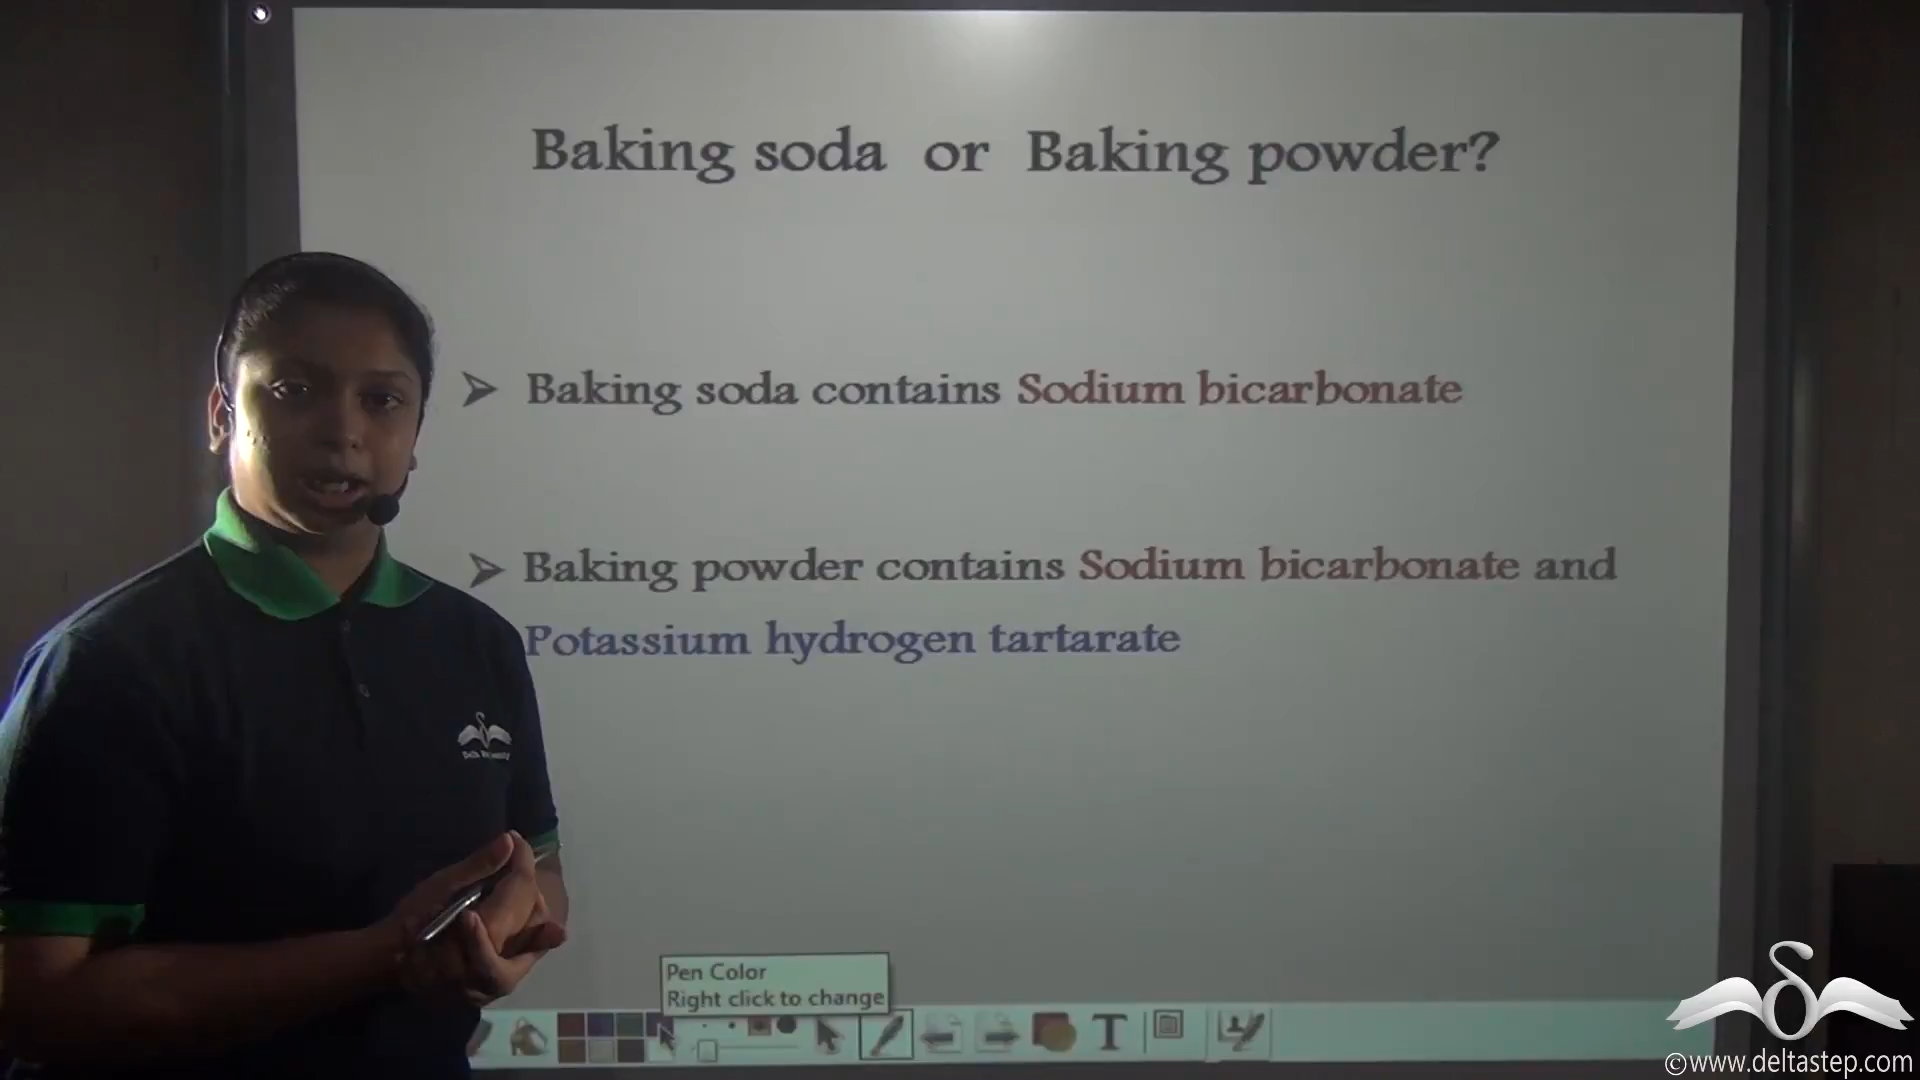 Baking soda or Baking powder?
➢ Baking soda contains Sodium bicarbonate
➢ Baking powder contains Sodium bicarbonate and
Potassium hydrogen tartarate
Pen Color
Right click to change
T
©www.deltastep.com